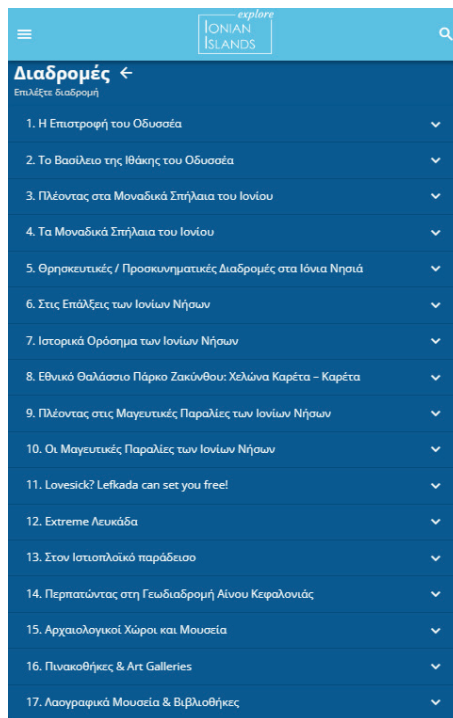 explore
IONIAN
ISLANDS
Διαδρομές
Επιλέξτε διαδρομή
1. Η Επιστροφή του Οδυσσέα
2. Το Βασίλειο της Ιθάκης του Οδυσσέα
3. Πλέοντας στα Μοναδικά Σπήλαια του Ιονίου
4. Τα Μοναδικά Σπήλαια του Ιονίου
5. Θρησκευτικές / Προσκυνηματικές Διαδρομές στα Ιόνια Νησιά
6. Στις Επάλξεις των Ιονίων Νήσων
7. Ιστορικά Ορόσημα των Ιονίων Νήσων
8. Εθνικό Θαλάσσιο Πάρκο Ζακύνθου: Χελώνα Καρέτα – Καρέτα
9. Πλέοντας στις Μαγευτικές Παραλίες των Ιονίων Νήσων
10. Οι Μαγευτικές Παραλίες των Ιονίων Νήσων
11. Lovesick? Lefkada can set you free!
12. Extreme Λευκάδα
13. Στον Ιστιοπλοϊκό παράδεισο
14. Περπατώντας στη Γεωδιαδρομή Αίνου Κεφαλονιάς
15. Αρχαιολογικοί Χώροι και Μουσεία
16. Πινακοθήκες & Art Galleries
17. Λαογραφικά Μουσεία & Βιβλιοθήκες